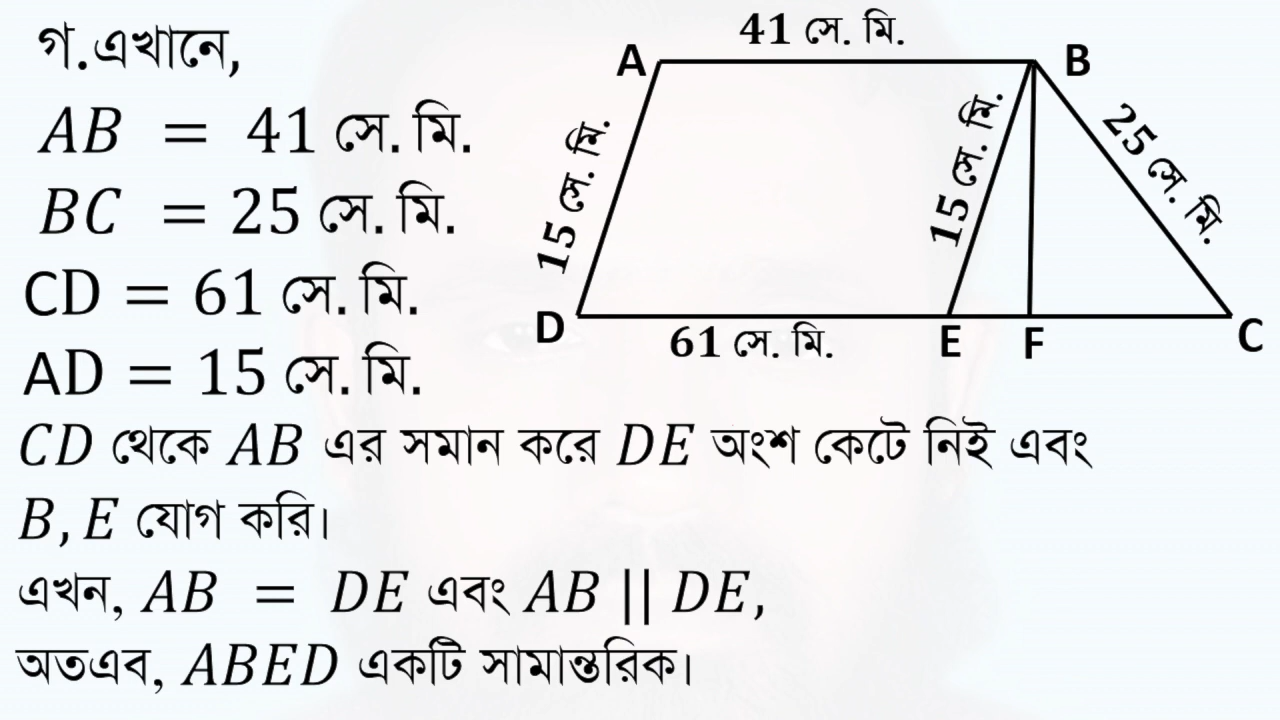 গ.এখানে,
AB = 41 সে. মি.
BC = 25 সে. মি.
CD = 61 সে. মি.
AD = 15 সে. মি.
41 সে. মি.
A
B
15 সে. মি.
15 সে. মি.
25 সে. মি.
D
61 সে. মি.
E
F
C
CD থেকে AB এর সমান করে DE অংশ কেটে নিই এবং
B, E যোগ করি।
এখন, AB = DE এবং AB || DE,
অতএব, ABED একটি সামান্তরিক।